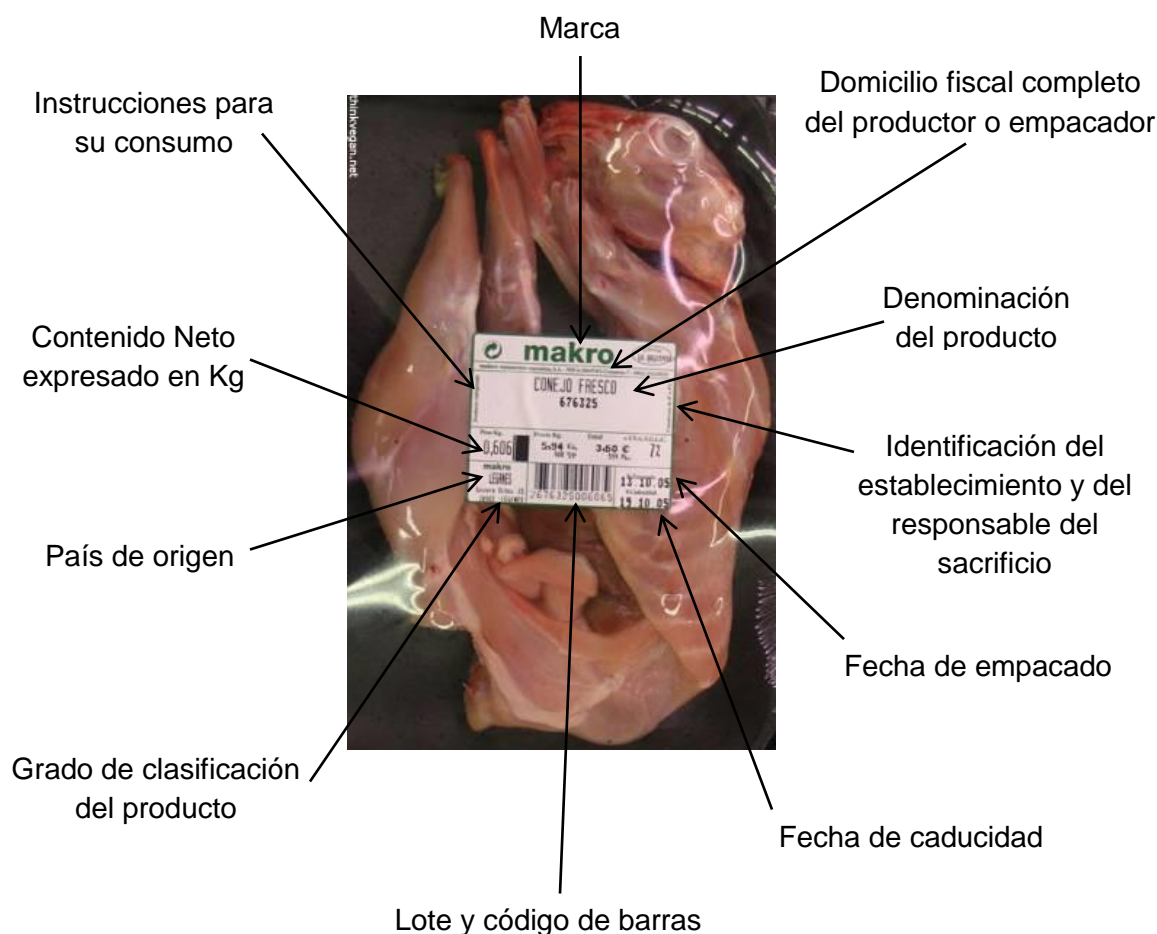 Marca
Domicilio fiscal completo
del productor o empacador
Instrucciones para
su consumo
thinkvegan.net
Denominación
del producto
Contenido Neto
expresado en Kg
makro
CONEJO FRESCO
676325
0,606
5.94
3.60 €
makro
LEGANES
2676325006065
13.10.05
19.10.05
Identificación del
establecimiento y del
responsable del
sacrificio
País de origen
Fecha de empacado
Grado de clasificación
del producto
Fecha de caducidad
Lote y código de barras